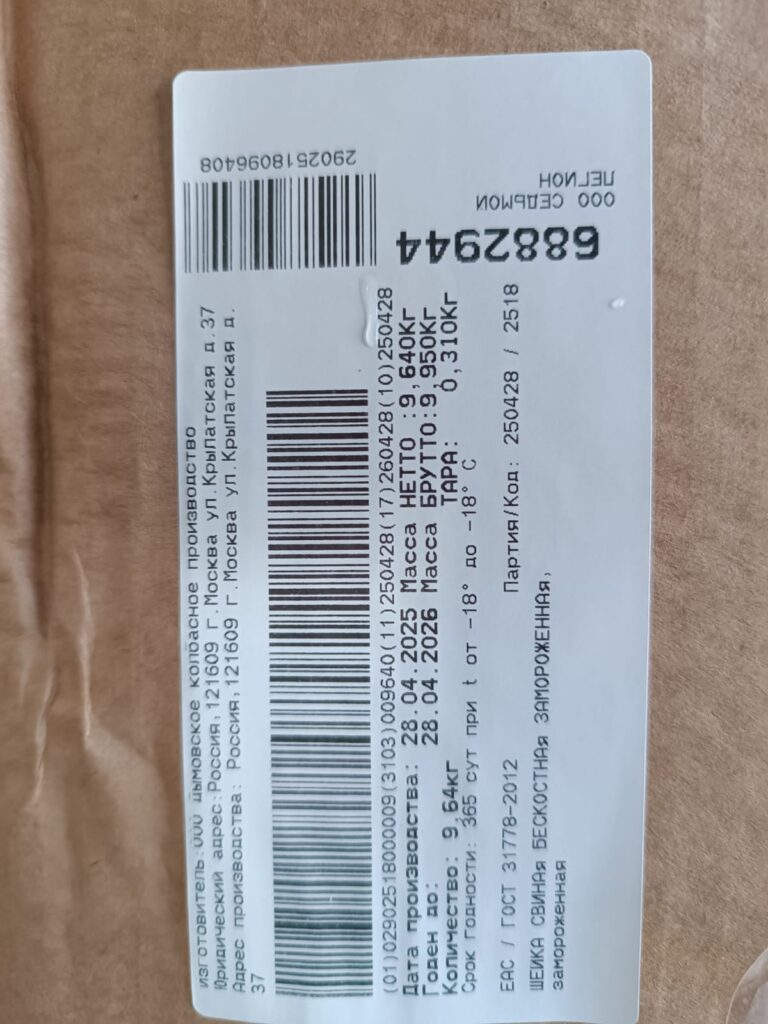 Изготовитель:ООО Дымовское колбасное производство
Юридический адрес:Россия,121609 г.Москва ул.Крылатская д.37
Адрес производства: Россия,121609 г.Москва ул.Крылатская д.
37
(01)02902518000009(3103)009640(11)250428(17)260428(10)250428
Дата производства: 28.04.2025 Масса НЕТТО :9,640Кг
Годен до: 28.04.2026 Масса БРУТТО:9,950Кг
Количество: 9,64кг ТАРА: 0,310Кг
Срок годности: 365 сут при t от -18° до -18° С
ЕАС / ГОСТ 31778-2012 Партия/Код: 250428 / 2518
ШЕЙКА СВИНАЯ БЕСКОСТНАЯ ЗАМОРОЖЕННАЯ,
замороженная
2902518096408
6882944
ООО СЕДЬМОЙ
ЛЕГИОН